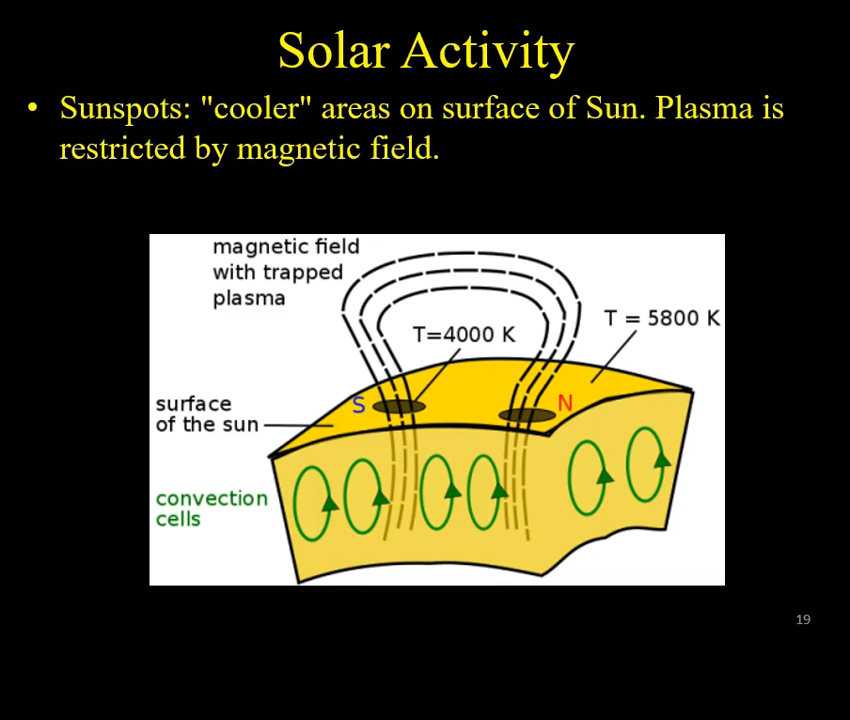 Solar Activity
• Sunspots: "cooler" areas on surface of Sun. Plasma is
restricted by magnetic field.
magnetic field
with trapped
plasma
T=4000 K
T = 5800 K
surface
of the sun
S
N
convection
cells
19